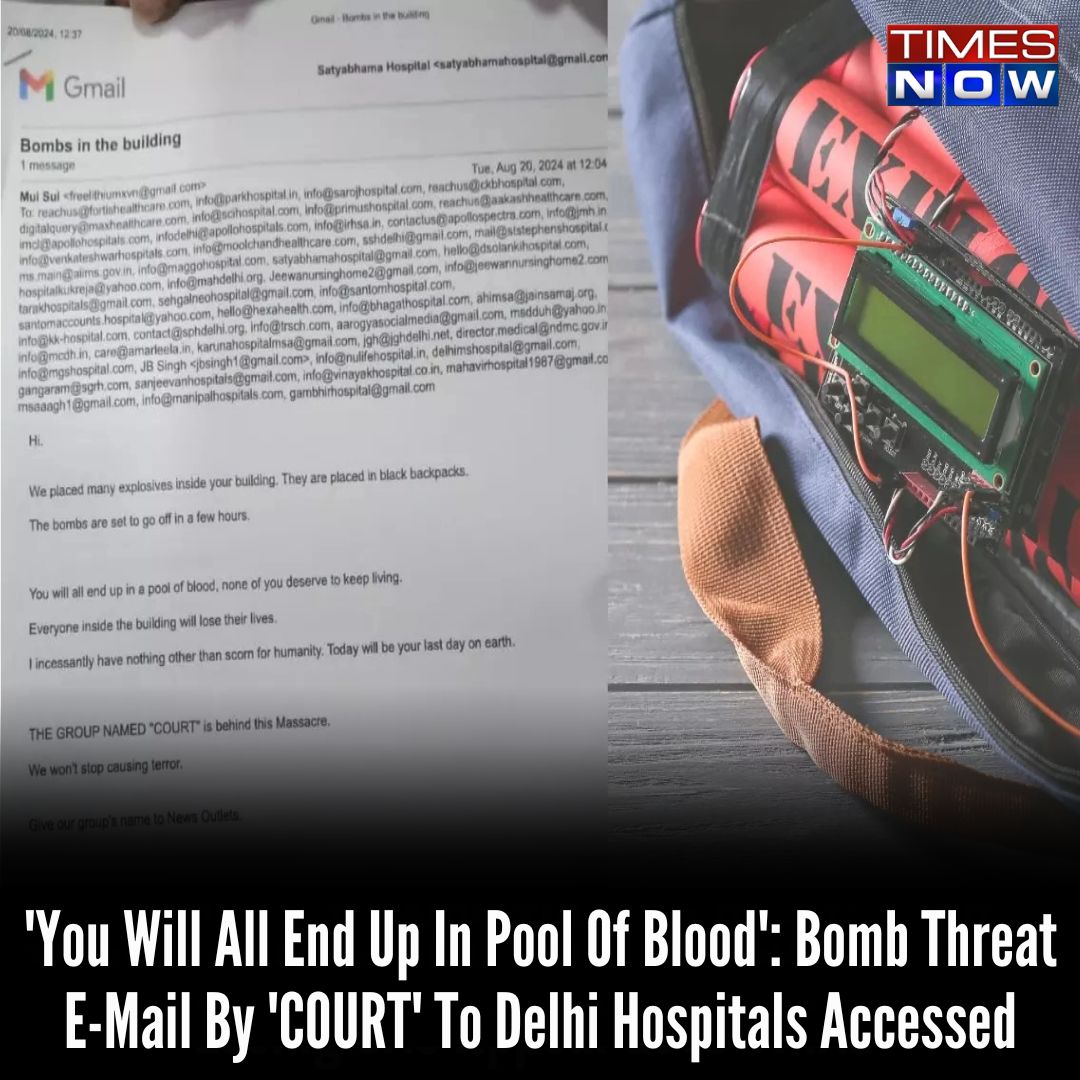 20/08/2024, 12:37
Gmail - Bombs in the building
TIMES
NOW
M Gmail
Satyabhama Hospital <satyabhamahospital@gmail.com
Bombs in the building
1 message
Tue, Aug 20, 2024 at 12:04
Mui Sui <freelithiumxvn@gmail.com>
To: reachus@fortishealthcare.com, info@parkhospital.in, info@sarojhospital.com, reachus@ckbhospital.com,
digitalquery@maxhealthcare.com, info@scihospital.com, info@primushospital.com, reachus@aakashhealthcare.com,
imcl@apollohospitals.com, infodelhi@apollohospitals.com, info@irhsa.in, contactus@apollospectra.com, info@jmh.in,
info@venkateshwarhospitals.com, info@moolchandhealthcare.com, sshdelhi@gmail.com, mail@ststephenshospital.o
ms.main@aiims.gov.in, info@maggohospital.com, satyabhamahospital@gmail.com, hello@dsolankihospital.com,
hospitalkukreja@yahoo.com, info@mahdelhi.org, Jeewanursinghome2@gmail.com, info@jeewannursinghome2.com
tarakhospitals@gmail.com, sehgalneohospital@gmail.com, info@santomhospital.com,
santomaccounts.hospital@yahoo.com, hello@hexahealth.com, info@bhagathospital.com, ahimsa@jainsamaj.org,
info@kk-hospital.com, contact@sphdelhi.org, info@trsch.com, aarogyasocialmedia@gmail.com, msdduh@yahoo.in
info@mcdh.in, care@amarleela.in, karunahospitalmsa@gmail.com, jgh@jghdelhi.net, director.medical@ndmc.gov.in
info@mgshospital.com, JB Singh <jbsingh1@gmail.com>, info@nulifehospital.in, delhimshospital@gmail.com,
gangaram@sgrh.com, sanjeevanhospitals@gmail.com, info@vinayakhospital.co.in, mahavirhospital1987@gmail.co
msaaagh1@gmail.com, info@manipalhospitals.com, gambhirhospital@gmail.com
Hi.
We placed many explosives inside your building. They are placed in black backpacks.
The bombs are set to go off in a few hours.
You will all end up in a pool of blood, none of you deserve to keep living.
Everyone inside the building will lose their lives.
I incessantly have nothing other than scorn for humanity. Today will be your last day on earth.
THE GROUP NAMED "COURT" is behind this Massacre.
We won't stop causing terror.
Give our group's name to News Outlets.
'You Will All End Up In Pool Of Blood': Bomb Threat
E-Mail By 'COURT' To Delhi Hospitals Accessed